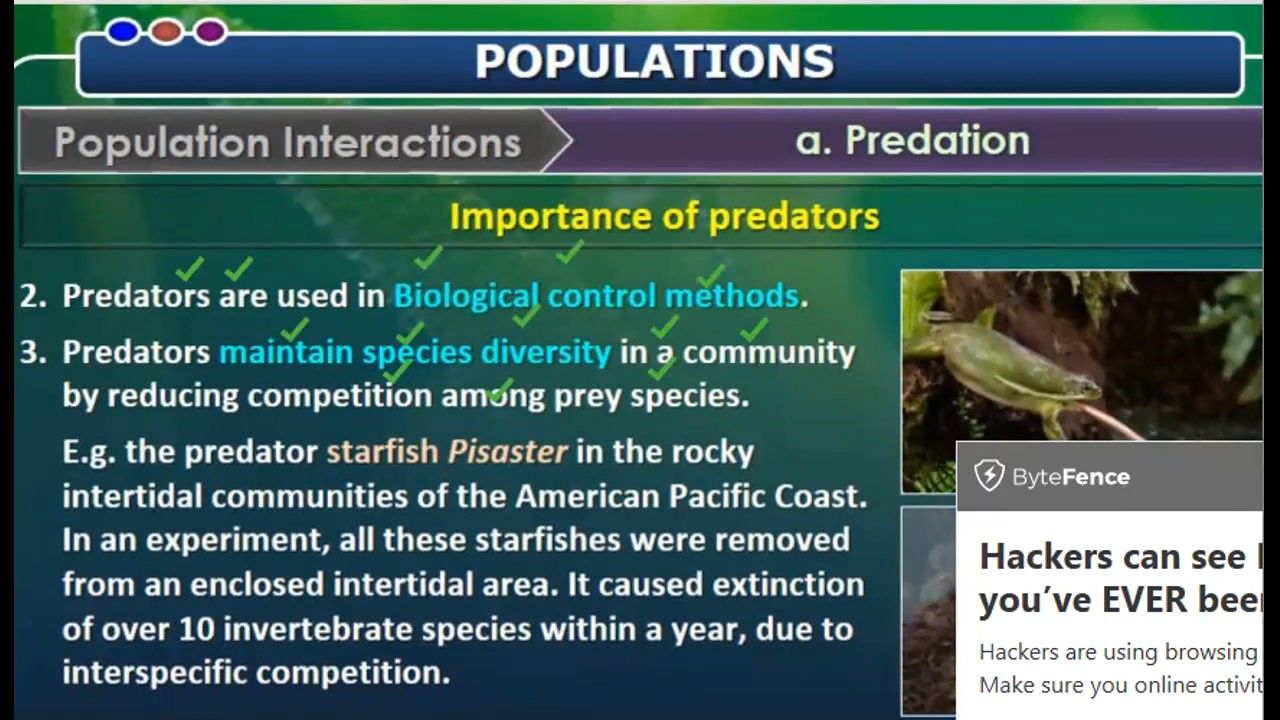 POPULATIONS
Population Interactions
a. Predation
Importance of predators
2. Predators are used in Biological control methods.
3. Predators maintain species diversity in a community
by reducing competition among prey species.
E.g. the predator starfish Pisaster in the rocky
intertidal communities of the American Pacific Coast.
In an experiment, all these starfishes were removed
from an enclosed intertidal area. It caused extinction
of over 10 invertebrate species within a year, due to
interspecific competition.
ByteFence
Hackers can see
you've EVER
Hackers are using browsing
Make sure you online